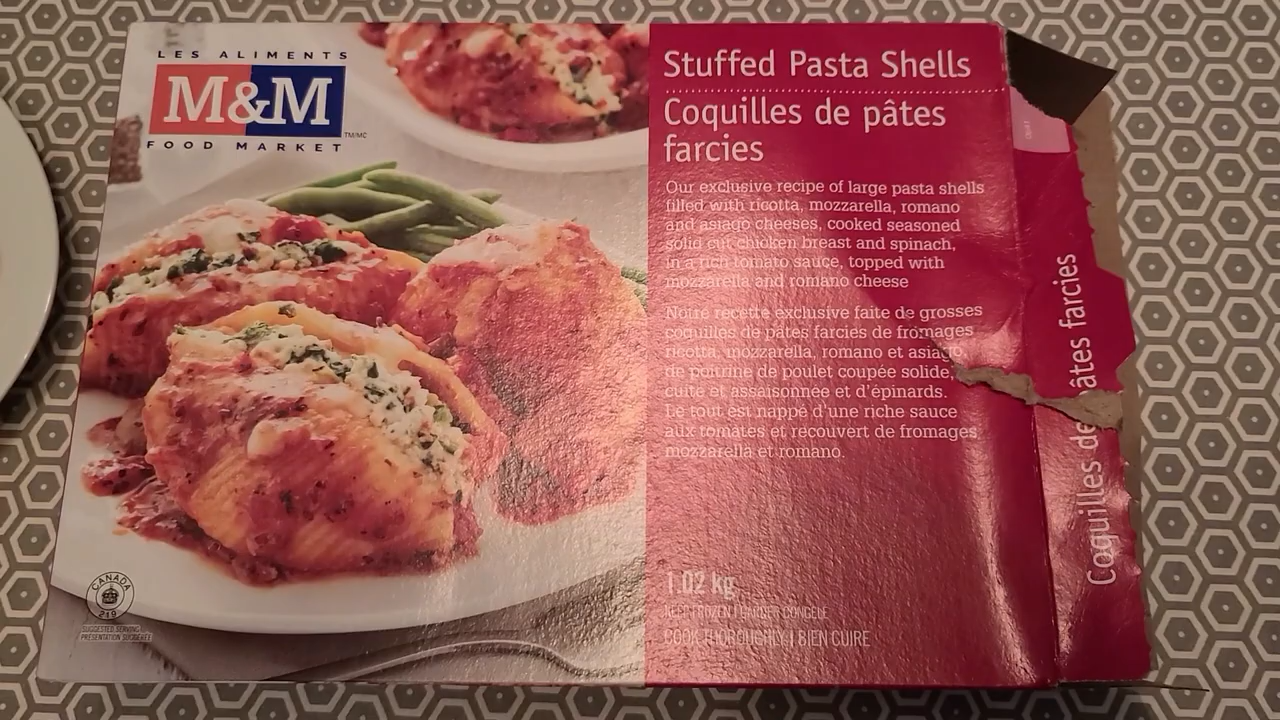 LES ALIMENTS
M&M
TM/MC
FOOD MARKET
Stuffed Pasta Shells
Coquilles de pâtes
farcies
Our exclusive recipe of large pasta shells
filled with ricotta, mozzarella, romano
and asiago cheeses, cooked seasoned
solid cut chicken breast and spinach,
in a rich tomato sauce, topped with
mozzarella and romano cheese
Notre recette exclusive faite de grosses
coquilles de pâtes farcies de fromages
ricotta, mozzarella, romano et asiago,
de poitrine de poulet coupée solide,
cuite et assaisonnée et d'épinards.
Le tout est nappé d'une riche sauce
aux tomates et recouvert de fromages
mozzarella et romano.
1.02 kg
KEEP FROZEN | GARDER CONGELÉ
COOK THOROUGHLY | BIEN CUIRE
CANADA
219
SUGGESTED SERVING
PRÉSENTATION SUGGÉRÉE
Coquilles de pâtes farcies